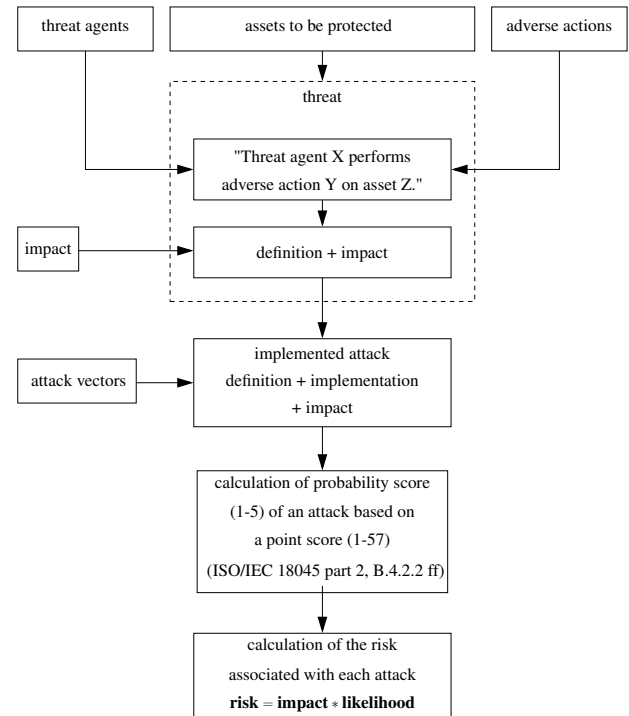 threat agents
assets to be protected
adverse actions
threat
"Threat agent X performs
adverse action Y on asset Z."
impact
definition + impact
implemented attack
definition + implementation
+ impact
attack vectors
calculation of probability score
(1-5) of an attack based on
a point score (1-57)
(ISO/IEC 18045 part 2, B.4.2.2 ff)
calculation of the risk
associated with each attack
risk = impact * likelihood